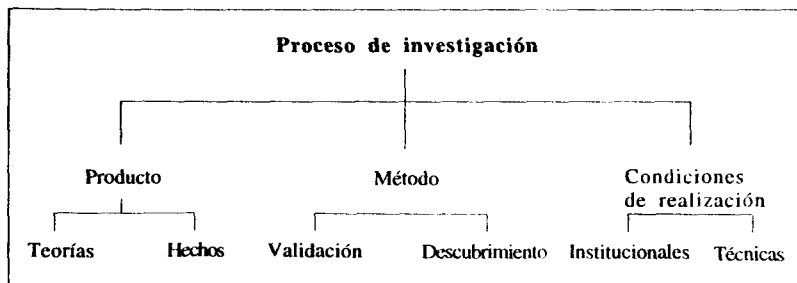 Proceso de investigación
Producto
Método
Condiciones
de realización
Teorías
Hechos
Validación
Descubrimiento
Institucionales
Técnicas